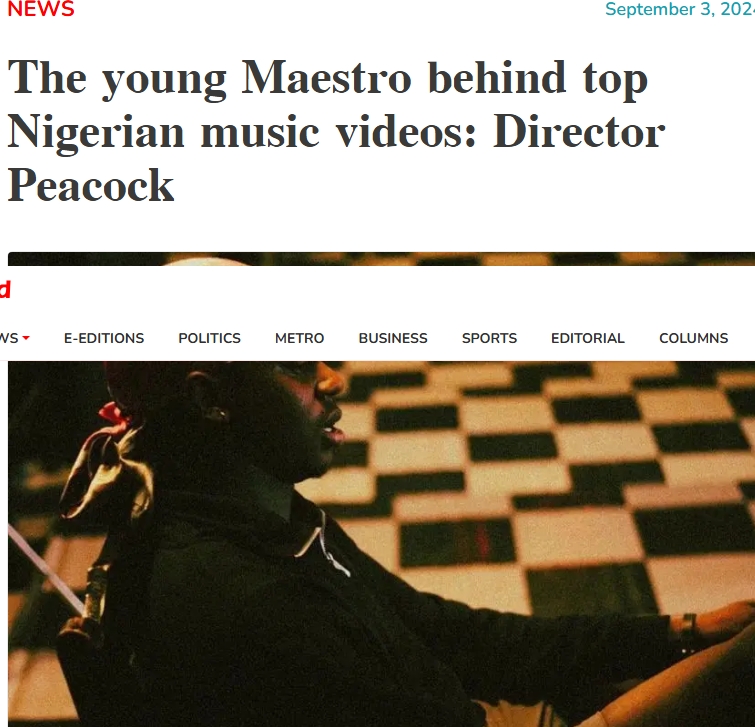 NEWS
September 3, 202
The young Maestro behind top
Nigerian music videos: Director
Peacock
d
WS
E-EDITIONS
POLITICS
METRO
BUSINESS
SPORTS
EDITORIAL
COLUMNS